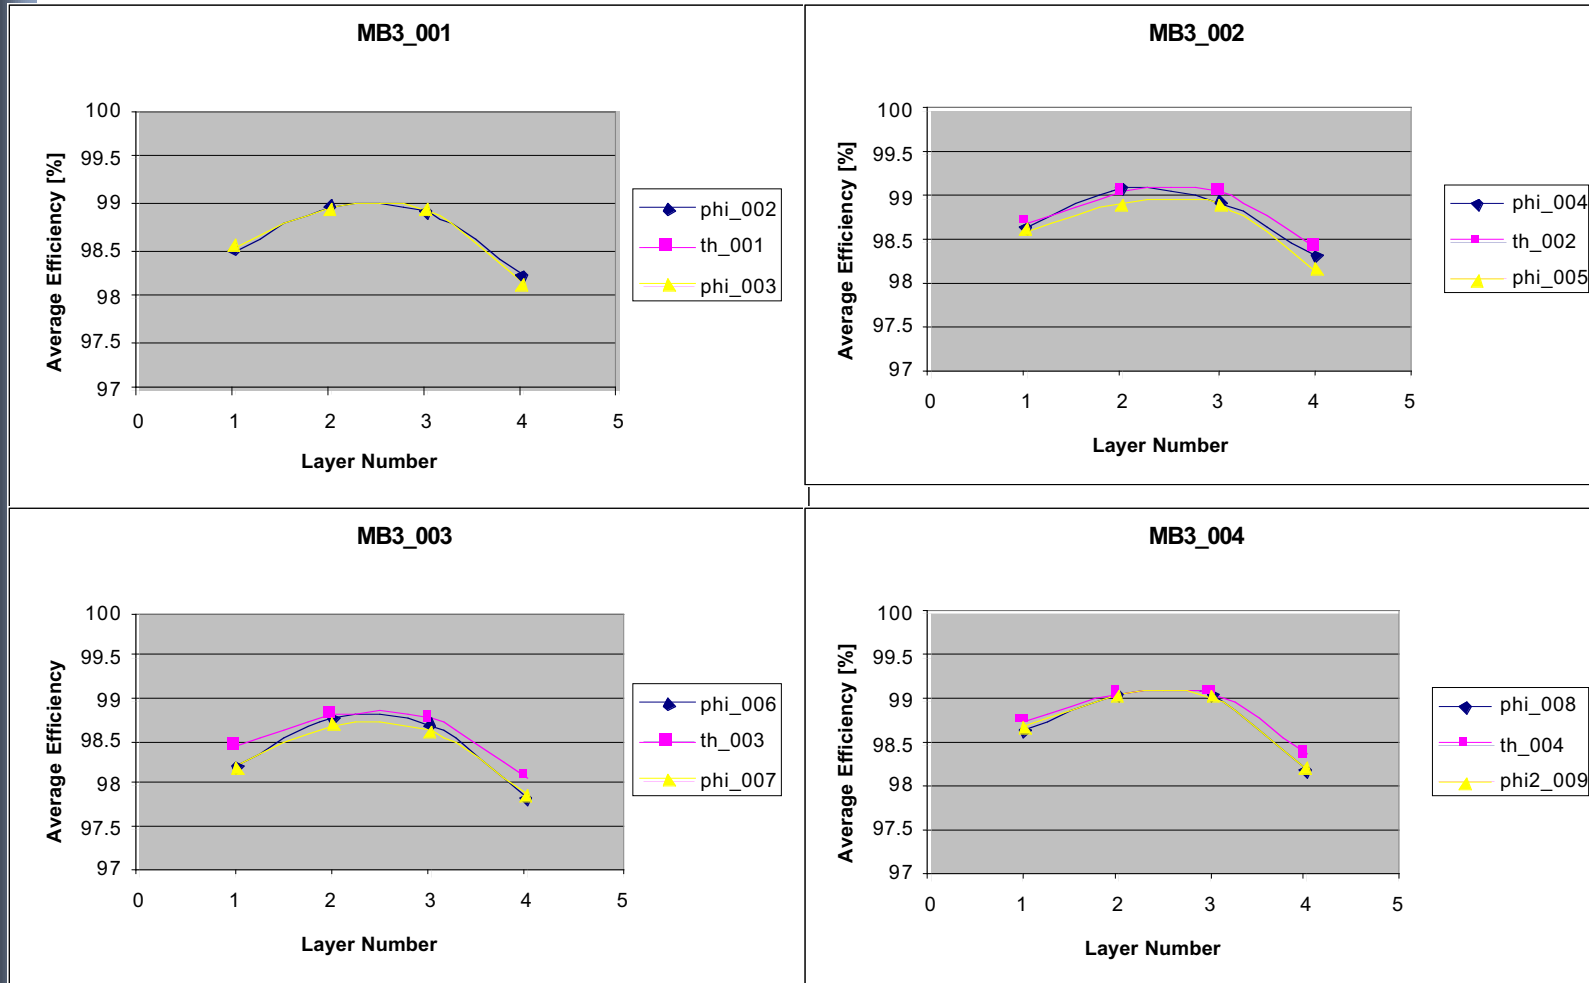 MB3_001
100
99.5
99
98.5
98
97.5
97
Average Efficiency [%]
0 1 2 3 4 5
Layer Number
phi_002
th_001
phi_003
MB3_002
100
99.5
99
98.5
98
97.5
97
Average Efficiency [%]
0 1 2 3 4 5
Layer Number
phi_004
th_002
phi_005
MB3_003
100
99.5
99
98.5
98
97.5
97
Average Efficiency
0 1 2 3 4 5
Layer Number
phi_006
th_003
phi_007
MB3_004
100
99.5
99
98.5
98
97.5
97
Average Efficiency [%]
0 1 2 3 4 5
Layer Number
phi_008
th_004
phi2_009